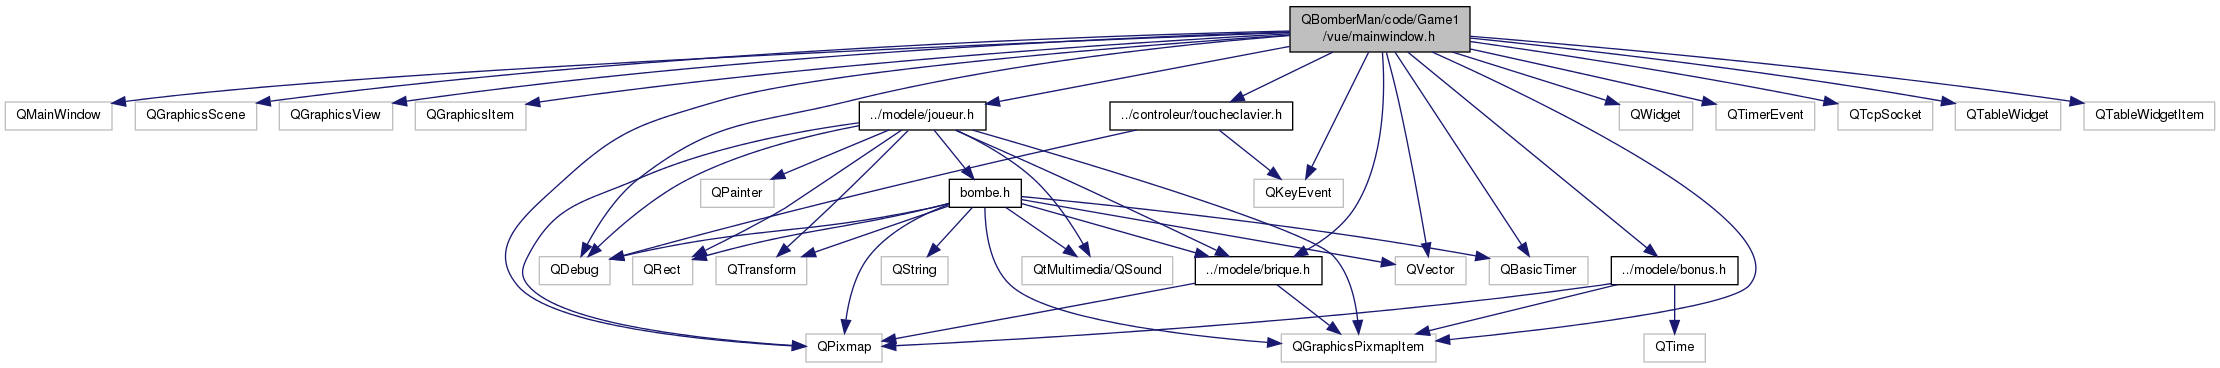 QBomberMan/code/Game1
/vue/mainwindow.h
QMainWindow
QGraphicsScene
QGraphicsView
QGraphicsItem
../modele/joueur.h
../controleur/toucheclavier.h
QWidget
QTimerEvent
QTcpSocket
QTableWidget
QTableWidgetItem
QPainter
bombe.h
QKeyEvent
QDebug
QRect
QTransform
QString
QtMultimedia/QSound
../modele/brique.h
QVector
QBasicTimer
../modele/bonus.h
QPixmap
QGraphicsPixmapItem
QTime